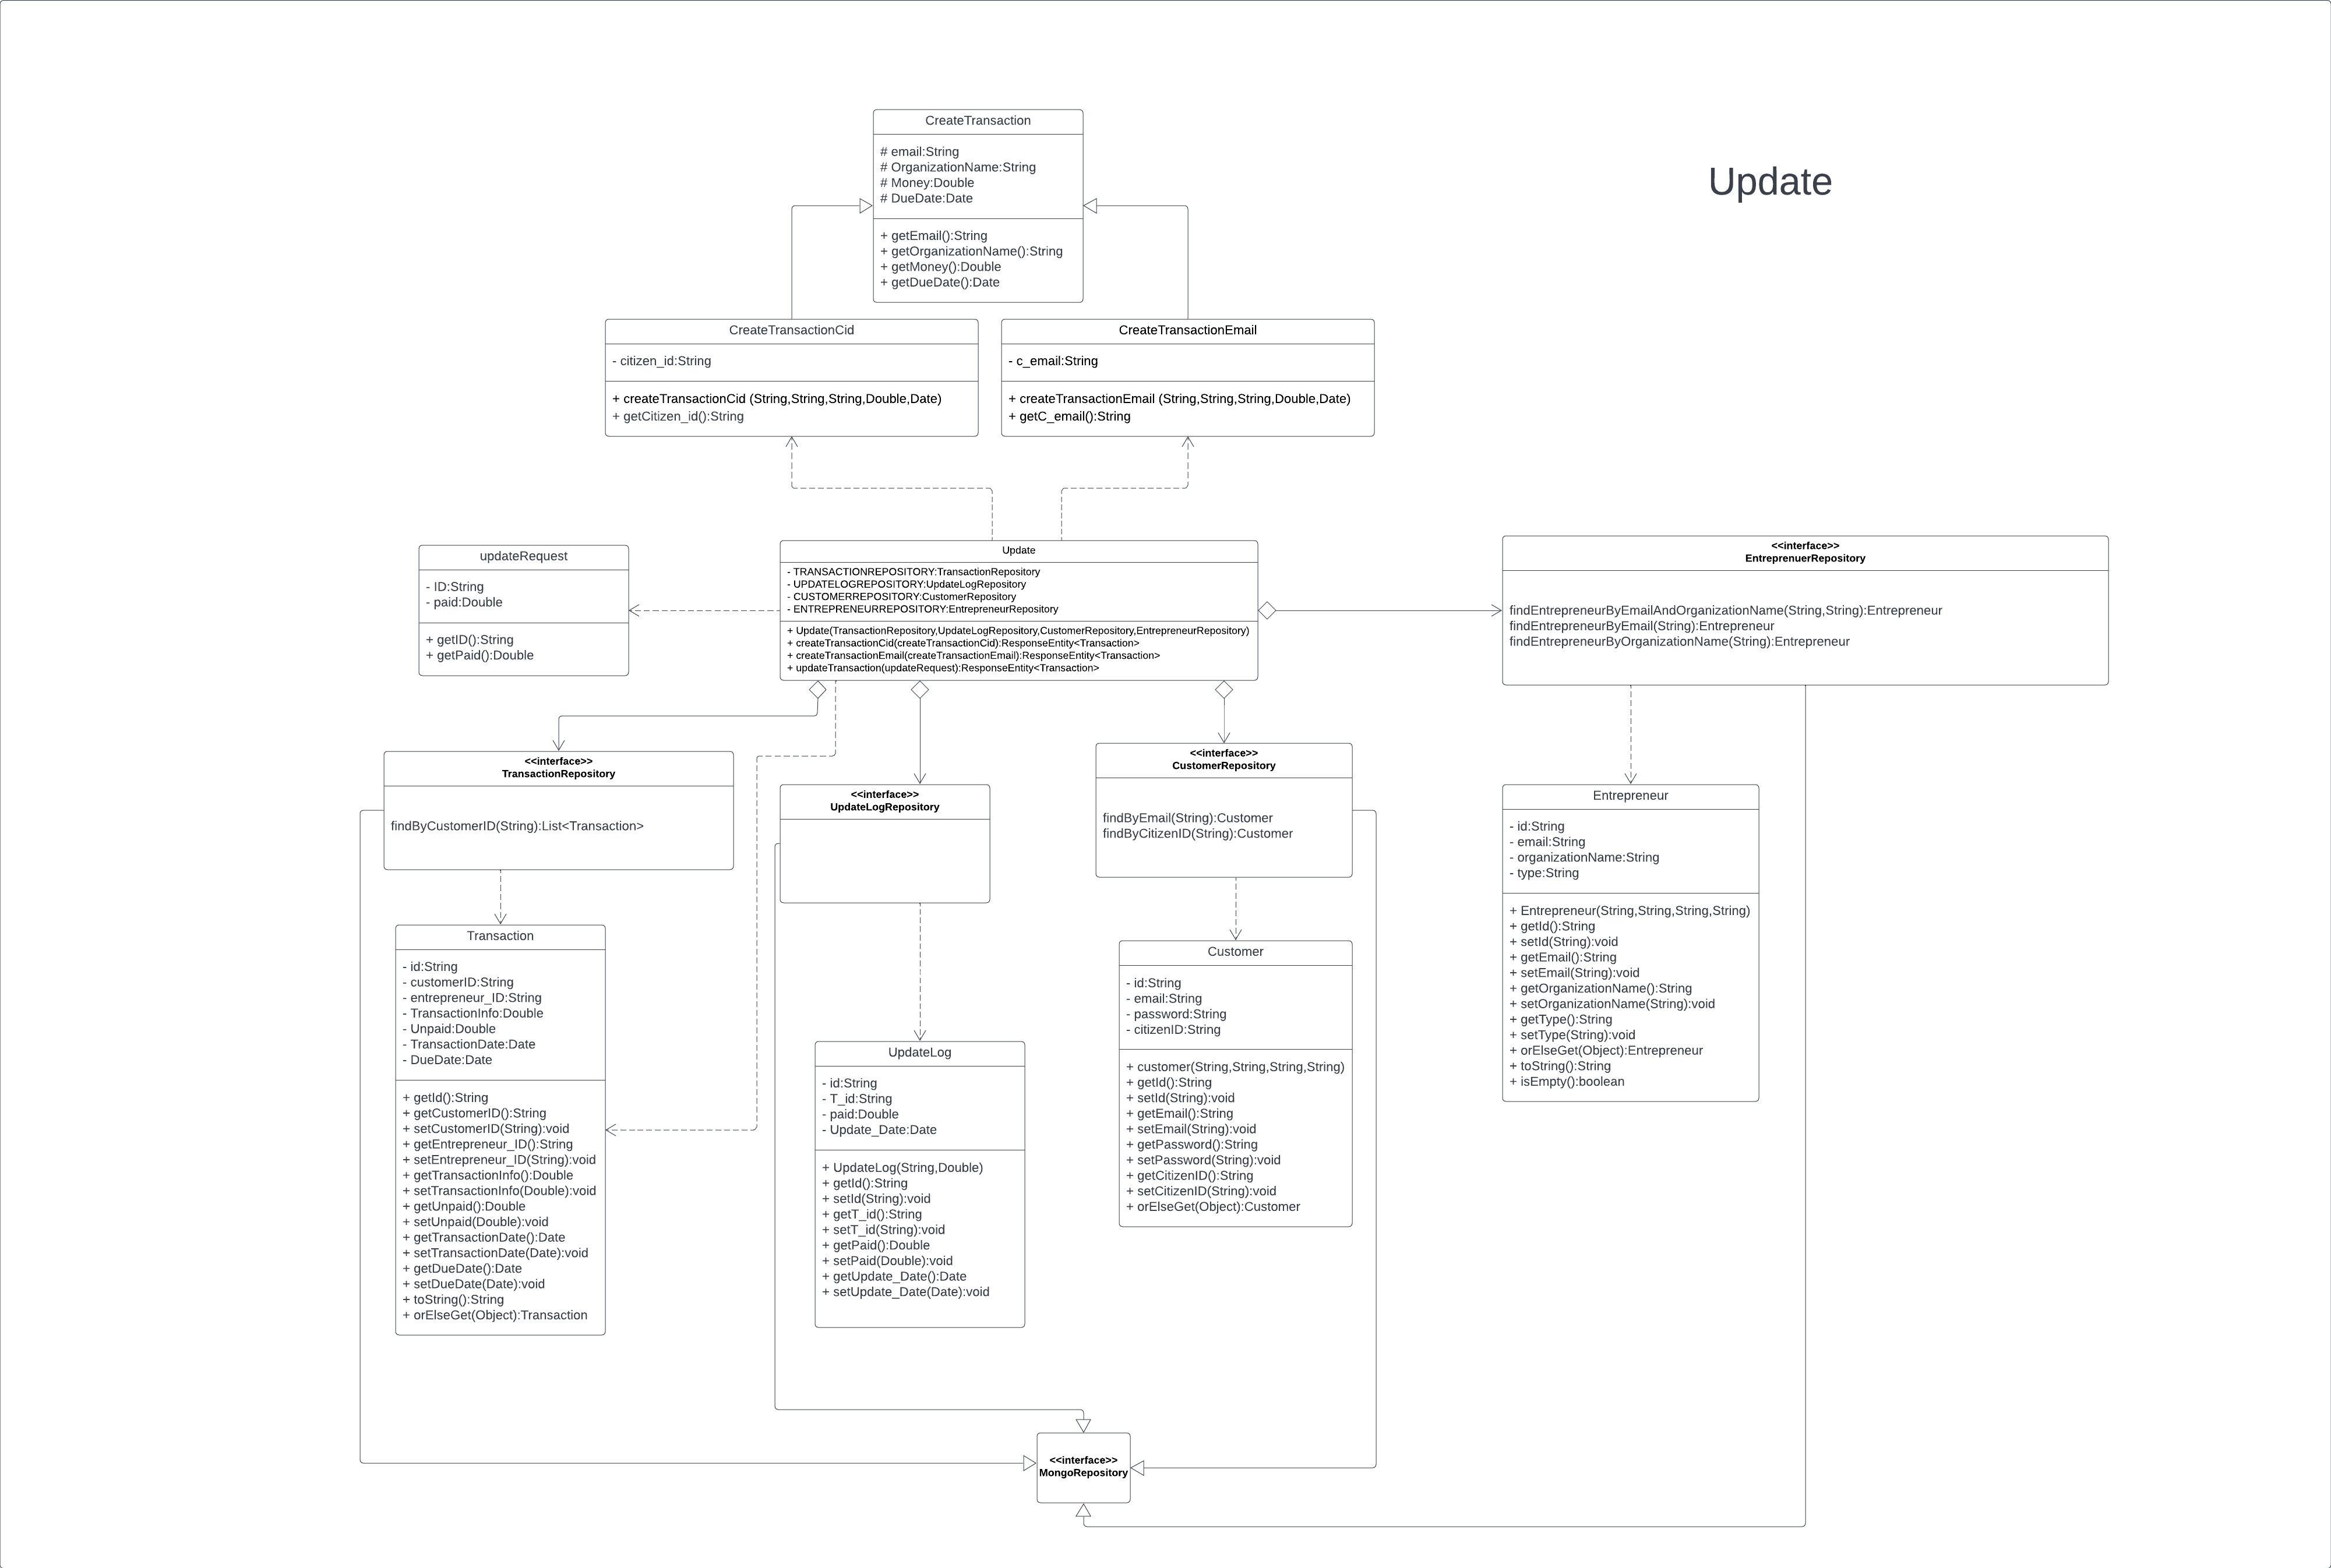 Update
CreateTransaction
# email:String
# OrganizationName:String
# Money:Double
# DueDate:Date
+ getEmail():String
+ getOrganizationName():String
+ getMoney():Double
+ getDueDate():Date
CreateTransactionCid
- citizen_id:String
+ createTransactionCid (String,String,String,Double,Date)
+ getCitizen_id():String
CreateTransactionEmail
- c_email:String
+ createTransactionEmail (String,String,String,Double,Date)
+ getC_email():String
updateRequest
- ID:String
- paid:Double
+ getID():String
+ getPaid():Double
Update
- TRANSACTIONREPOSITORY:TransactionRepository
- UPDATELOGREPOSITORY:UpdateLogRepository
- CUSTOMERREPOSITORY:CustomerRepository
- ENTREPRENEURREPOSITORY:EntrepreneurRepository
+ Update(TransactionRepository,UpdateLogRepository,CustomerRepository,EntrepreneurRepository)
+ createTransactionCid(createTransactionCid):ResponseEntity<Transaction>
+ createTransactionEmail(createTransactionEmail):ResponseEntity<Transaction>
+ updateTransaction(updateRequest):ResponseEntity<Transaction>
<<interface>>
EntreprenuerRepository
findEntrepreneurByEmailAndOrganizationName(String,String):Entrepreneur
findEntrepreneurByEmail(String):Entrepreneur
findEntrepreneurByOrganizationName(String):Entrepreneur
<<interface>>
TransactionRepository
findByCustomerID(String):List<Transaction>
<<interface>>
UpdateLogRepository
<<interface>>
CustomerRepository
findByEmail(String):Customer
findByCitizenID(String):Customer
Entrepreneur
- id:String
- email:String
- organizationName:String
- type:String
+ Entrepreneur(String,String,String,String)
+ getId():String
+ setId(String):void
+ getEmail():String
+ setEmail(String):void
+ getOrganizationName():String
+ setOrganizationName(String):void
+ getType():String
+ setType(String):void
+ orElseGet(Object):Entrepreneur
+ toString():String
+ isEmpty():boolean
Transaction
- id:String
- customerID:String
- entrepreneur_ID:String
- TransactionInfo:Double
- Unpaid:Double
- TransactionDate:Date
- DueDate:Date
+ getId():String
+ getCustomerID():String
+ setCustomerID(String):void
+ getEntrepreneur_ID():String
+ setEntrepreneur_ID(String):void
+ getTransactionInfo():Double
+ setTransactionInfo(Double):void
+ getUnpaid():Double
+ setUnpaid(Double):void
+ getTransactionDate():Date
+ setTransactionDate(Date):void
+ getDueDate():Date
+ setDueDate(Date):void
+ toString():String
+ orElseGet(Object):Transaction
UpdateLog
- id:String
- T_id:String
- paid:Double
- Update_Date:Date
+ UpdateLog(String,Double)
+ getId():String
+ setId(String):void
+ getT_id():String
+ setT_id(String):void
+ getPaid():Double
+ setPaid(Double):void
+ getUpdate_Date():Date
+ setUpdate_Date(Date):void
Customer
- id:String
- email:String
- password:String
- citizenID:String
+ customer(String,String,String,String)
+ getId():String
+ setId(String):void
+ getEmail():String
+ setEmail(String):void
+ getPassword():String
+ setPassword(String):void
+ getCitizenID():String
+ setCitizenID(String):void
+ orElseGet(Object):Customer
<<interface>>
MongoRepository